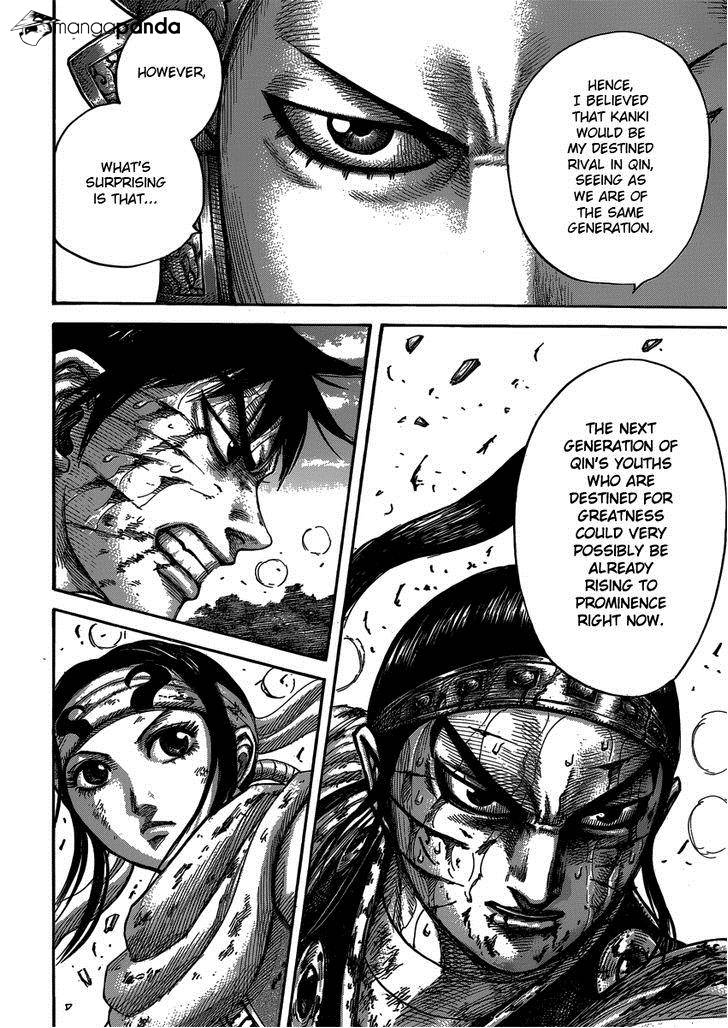 mangapanda
HENCE,
I BELIEVED
THAT KANKI
WOULD BE
MY DESTINED
RIVAL IN QIN,
SEEING AS
WE ARE OF
THE SAME
GENERATION.
HOWEVER,
WHAT'S
SURPRISING
IS THAT...
THE NEXT
GENERATION OF
QIN'S YOUTHS
WHO ARE
DESTINED FOR
GREATNESS
COULD VERY
POSSIBLY BE
ALREADY
RISING TO
PROMINENCE
RIGHT NOW.